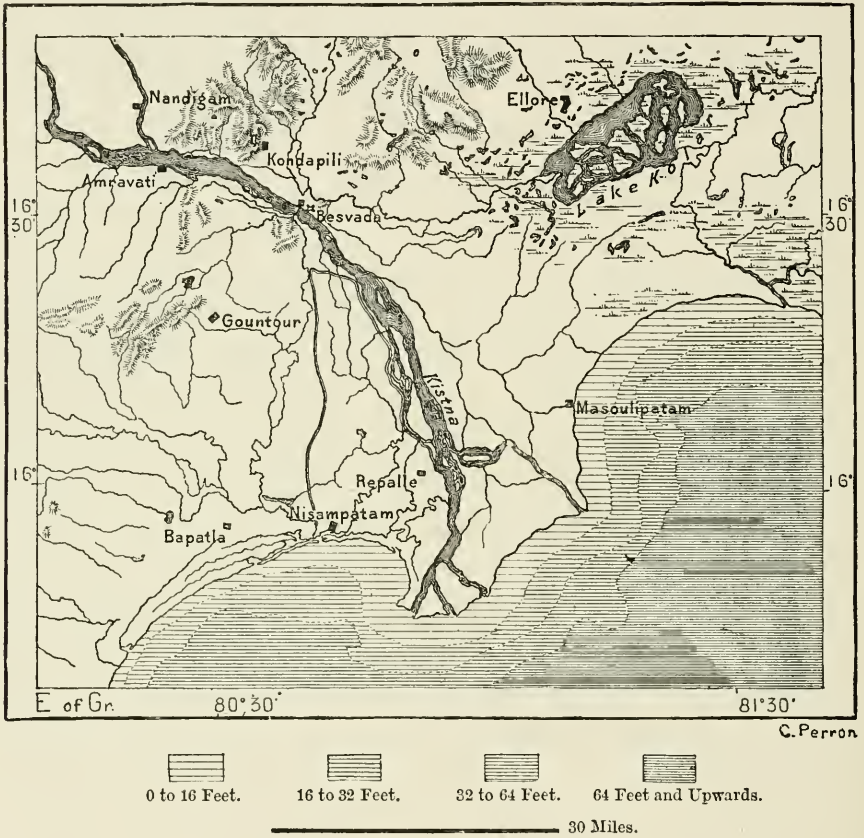 Nandigam
Ellore
Kondapili
Amravati
Lake Ko
16°
30'
16°
30'
Besvada
Gountour
Kistna
Masoulipatam
16°
16°
Repalle
Nisampatam
Bapatla
E of Gr.
80°30'
81°30'
C. Perron
0 to 16 Feet.
16 to 32 Feet.
32 to 64 Feet.
64 Feet and Upwards.
30 Miles.